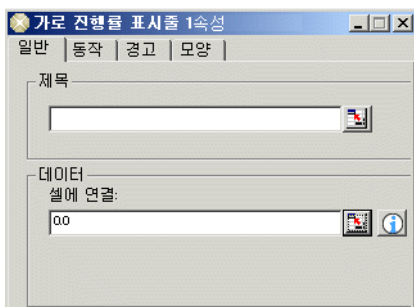 가로 진행률 표시줄 1속성
일반 동작 경고 모양
제목
데이터
셀에 연결:
0.0